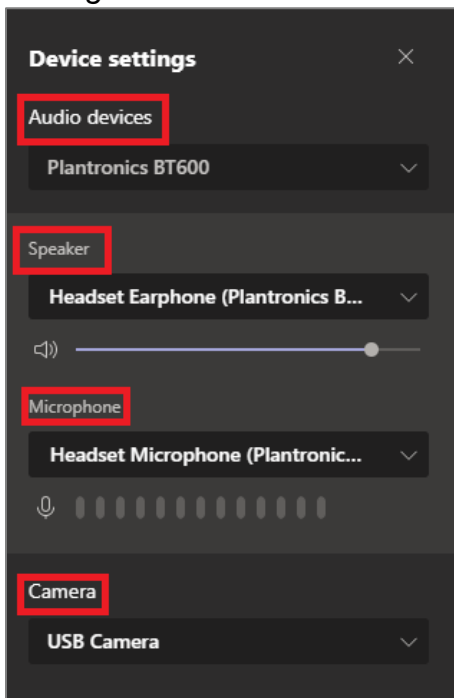 Device settings
Audio devices
Plantronics BT600
Speaker
Headset Earphone (Plantronics B...
Microphone
Headset Microphone (Plantronic...
Camera
USB Camera